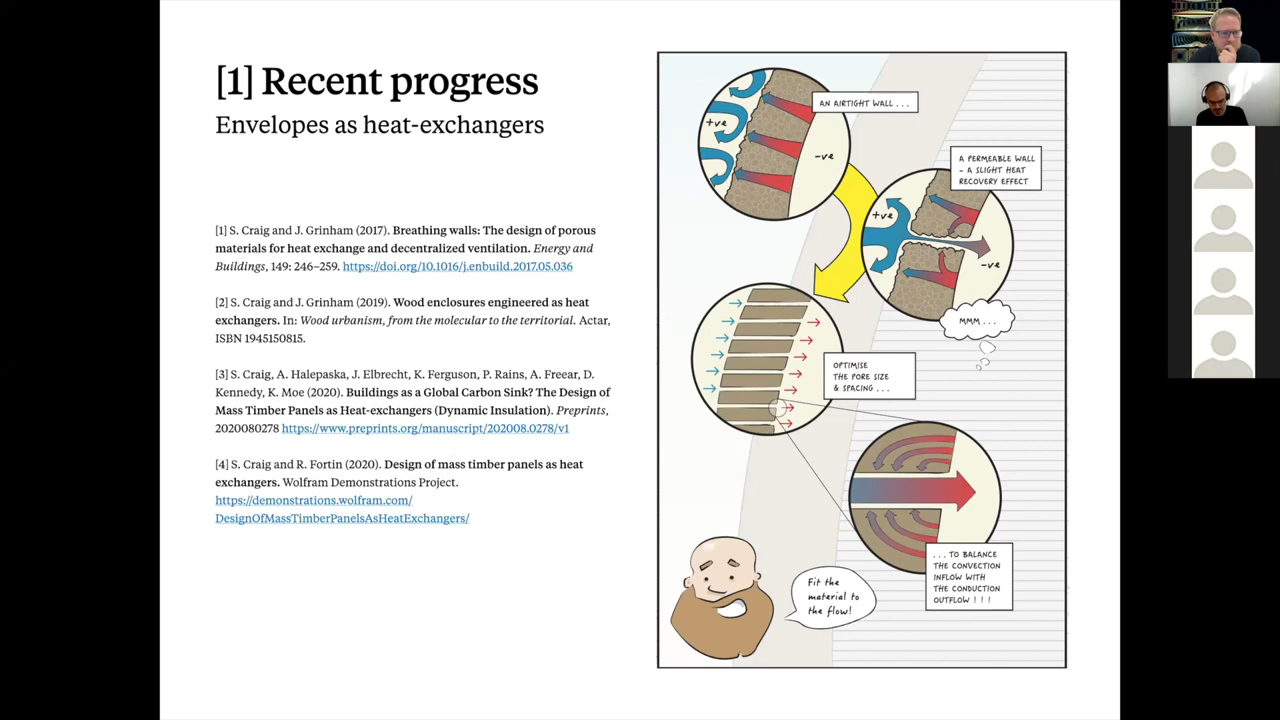 [1] Recent progress
Envelopes as heat-exchangers
[1] S. Craig and J. Grinham (2017). Breathing walls: The design of porous
materials for heat exchange and decentralized ventilation. Energy and
Buildings, 149: 246–259. https://doi.org/10.1016/j.enbuild.2017.05.036
[2] S. Craig and J. Grinham (2019). Wood enclosures engineered as heat
exchangers. In: Wood urbanism, from the molecular to the territorial. Actar,
ISBN 1945150815.
[3] S. Craig, A. Halepaska, J. Elbrecht, K. Ferguson, P. Rains, A. Freear, D.
Kennedy, K. Moe (2020). Buildings as a Global Carbon Sink? The Design of
Mass Timber Panels as Heat-exchangers (Dynamic Insulation). Preprints,
2020080278 https://www.preprints.org/manuscript/202008.0278/v1
[4] S. Craig and R. Fortin (2020). Design of mass timber panels as heat
exchangers. Wolfram Demonstrations Project.
https://demonstrations.wolfram.com/
DesignOfMassTimberPanelsAsHeatExchangers/
AN AIRTIGHT WALL . . .
+ve
-ve
A PERMEABLE WALL
- A SLIGHT HEAT
RECOVERY EFFECT
+ve
-ve
MMM . . .
OPTIMISE
THE PORE SIZE
& SPACING . . .
. . . TO BALANCE
THE CONVECTION
INFLOW WITH
THE CONDUCTION
OUTFLOW ! ! !
Fit the
material to
the flow!